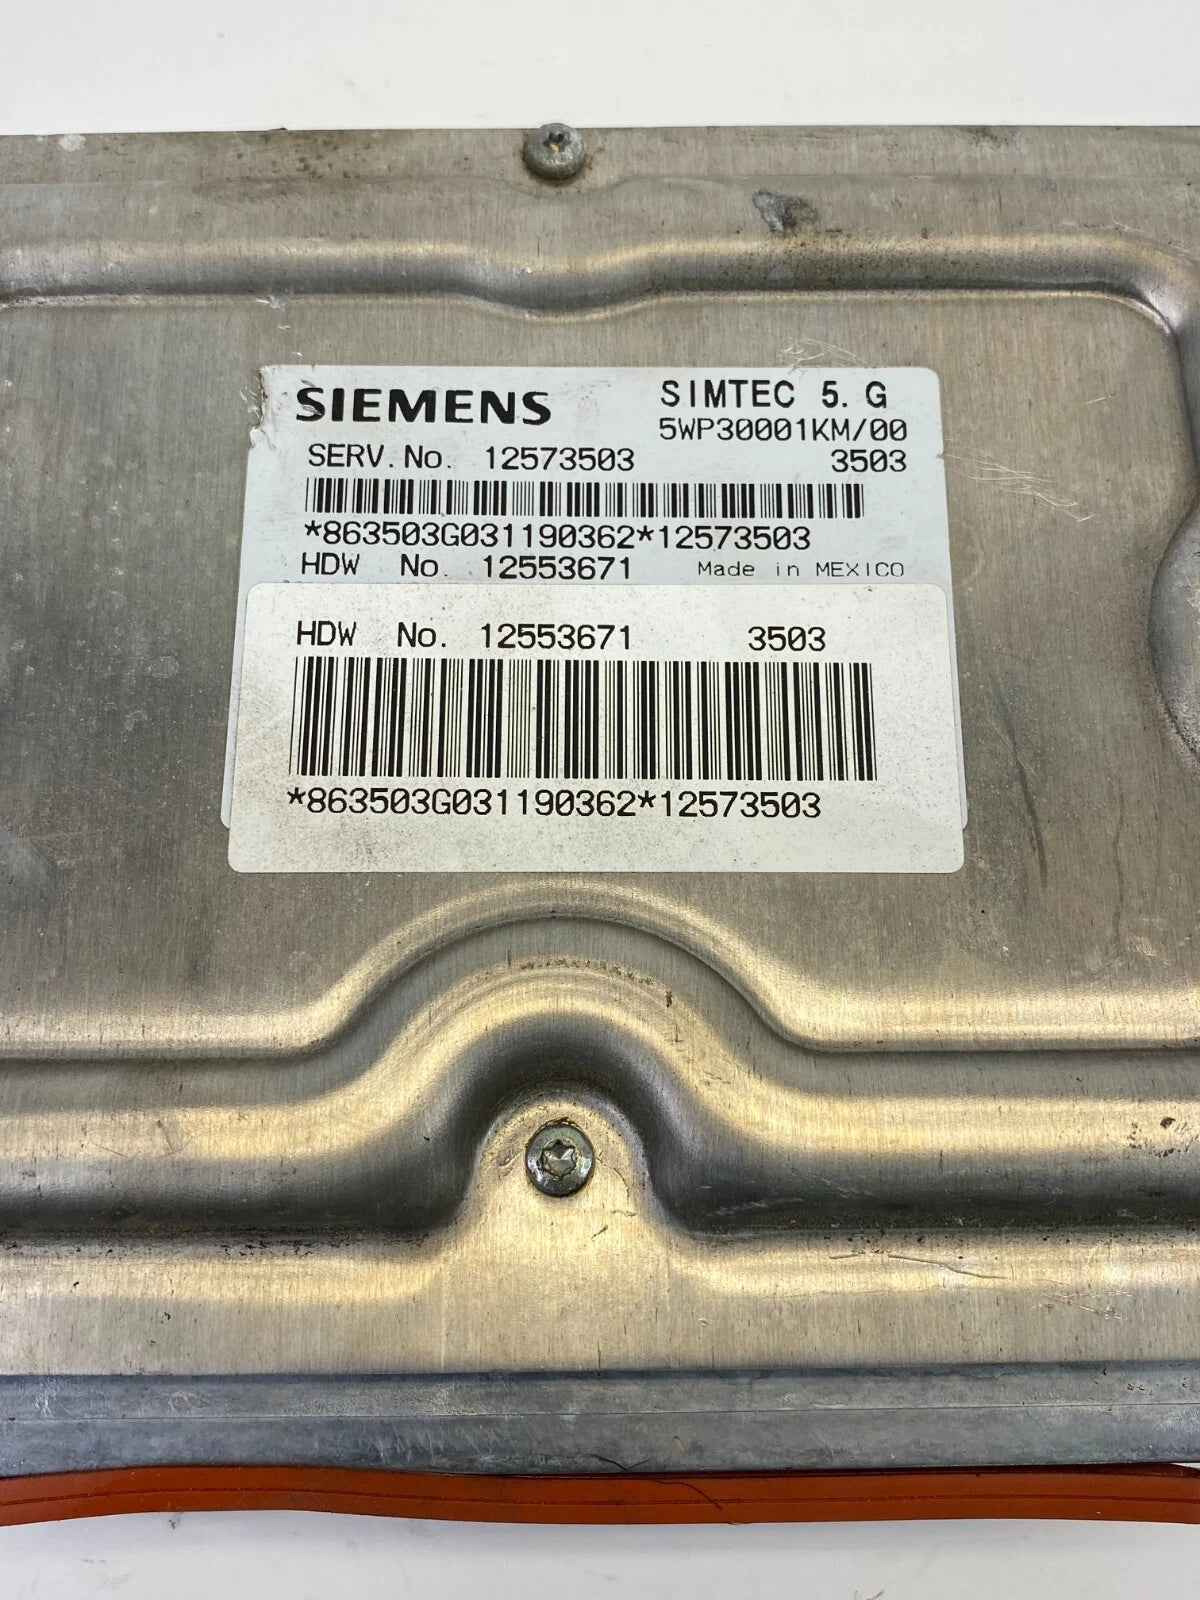 SIEMENS SIMTEC 5. G
5WP30001KM/00
SERV. No. 12573503 3503
*863503G031190362*12573503
HDW No. 12553671 Made in MEXICO
HDW No. 12553671 3503
*863503G031190362*12573503